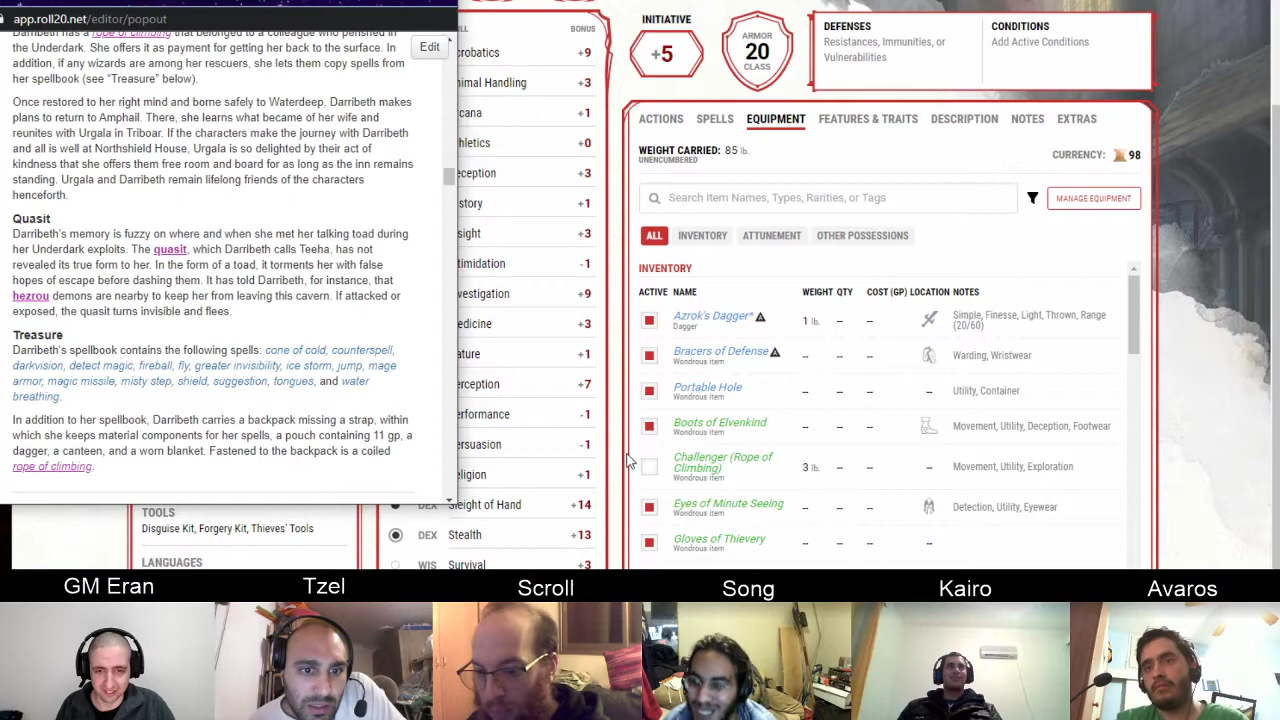 app.roll20.net/editor/popout
Darribeth has a rope of climbing that belonged to a colleague who perished in
the Underdark. She offers it as payment for getting her back to the surface. In
addition, if any wizards are among her rescuers, she lets them copy spells from
her spellbook (see “Treasure” below).
Edit
Once restored to her right mind and borne safely to Waterdeep, Darribeth makes
plans to return to Amphail. There, she learns what became of her wife and
reunites with Urgala in Triboar. If the characters make the journey with Darribeth
and all is well at Northshield House, Urgala is so delighted by their act of
kindness that she offers them free room and board for as long as the inn remains
standing. Urgala and Darribeth remain lifelong friends of the characters
henceforth.
Quasit
Darribeth’s memory is fuzzy on where and when she met her talking toad during
her Underdark exploits. The quasit, which Darribeth calls Teeha, has not
revealed its true form to her. In the form of a toad, it torments her with false
hopes of escape before dashing them. It has told Darribeth, for instance, that
hezrou demons are nearby to keep her from leaving this cavern. If attacked or
exposed, the quasit turns invisible and flees.
Treasure
Darribeth’s spellbook contains the following spells: cone of cold, counterspell,
darkvision, detect magic, fireball, fly, greater invisibility, ice storm, jump, mage
armor, magic missile, misty step, shield, suggestion, tongues, and water
breathing.
In addition to her spellbook, Darribeth carries a backpack missing a strap, within
which she keeps material components for her spells, a pouch containing 11 gp, a
dagger, a canteen, and a worn blanket. Fastened to the backpack is a coiled
rope of climbing.
TOOLS
Disguise Kit, Forgery Kit, Thieves' Tools
LANGUAGES
BONUS
crobatics +9
nimal Handling +3
rcana +1
thletics +0
eception +3
story +1
sight +3
timidation -1
vestigation +9
edicine +3
ature +1
erception +7
erformance -1
ersuasion -1
eligion +1
DEX Sleight of Hand +14
DEX Stealth +13
WIS Survival +3
INITIATIVE
+5
ARMOR
20
CLASS
DEFENSES
Resistances, Immunities, or
Vulnerabilities
CONDITIONS
Add Active Conditions
ACTIONS SPELLS EQUIPMENT FEATURES & TRAITS DESCRIPTION NOTES EXTRAS
WEIGHT CARRIED: 85 lb.
UNENCUMBERED
CURRENCY: 98
Search Item Names, Types, Rarities, or Tags
MANAGE EQUIPMENT
ALL INVENTORY ATTUNEMENT OTHER POSSESSIONS
INVENTORY
ACTIVE NAME WEIGHT QTY COST (GP) LOCATION NOTES
Azrok's Dagger* 1 lb. -- -- Simple, Finesse, Light, Thrown, Range
Dagger (20/60)
Bracers of Defense -- -- -- Warding, Wristwear
Wondrous item
Portable Hole -- -- -- -- Utility, Container
Wondrous item
Boots of Elvenkind -- -- -- Movement, Utility, Deception, Footwear
Wondrous item
Challenger (Rope of
Climbing) 3 lb. -- -- -- Movement, Utility, Exploration
Wondrous item
Eyes of Minute Seeing -- -- -- Detection, Utility, Eyewear
Wondrous item
Gloves of Thievery -- -- -- --
Wondrous item
GM Eran Tzel Scroll Song Kairo Avaros